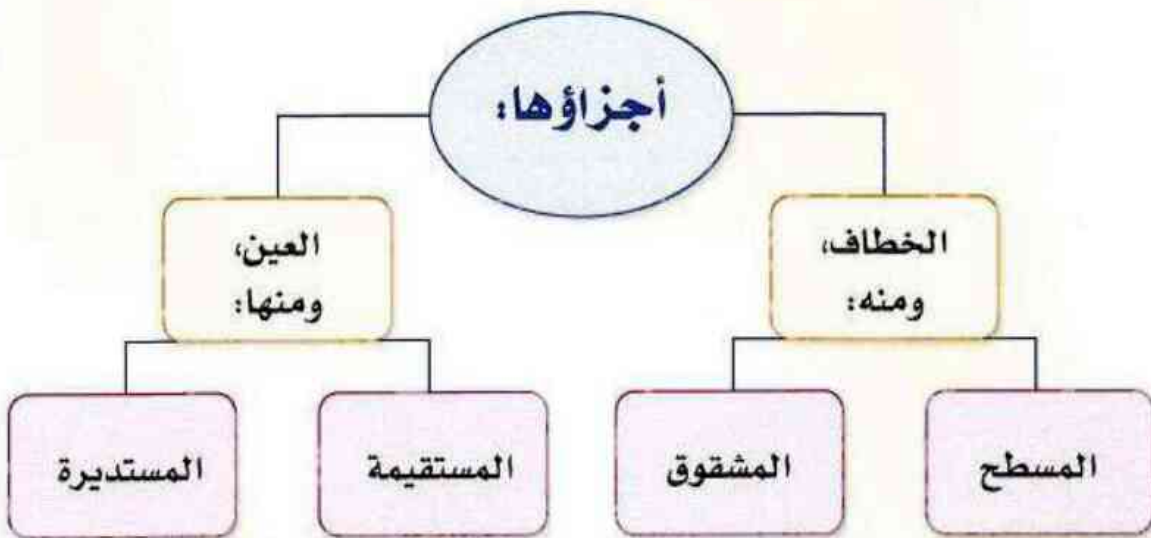 أجزاؤها:
الخطاف،
ومنه:
العين،
ومنها:
المسطح
المشقوق
المستقيمة
المستديرة